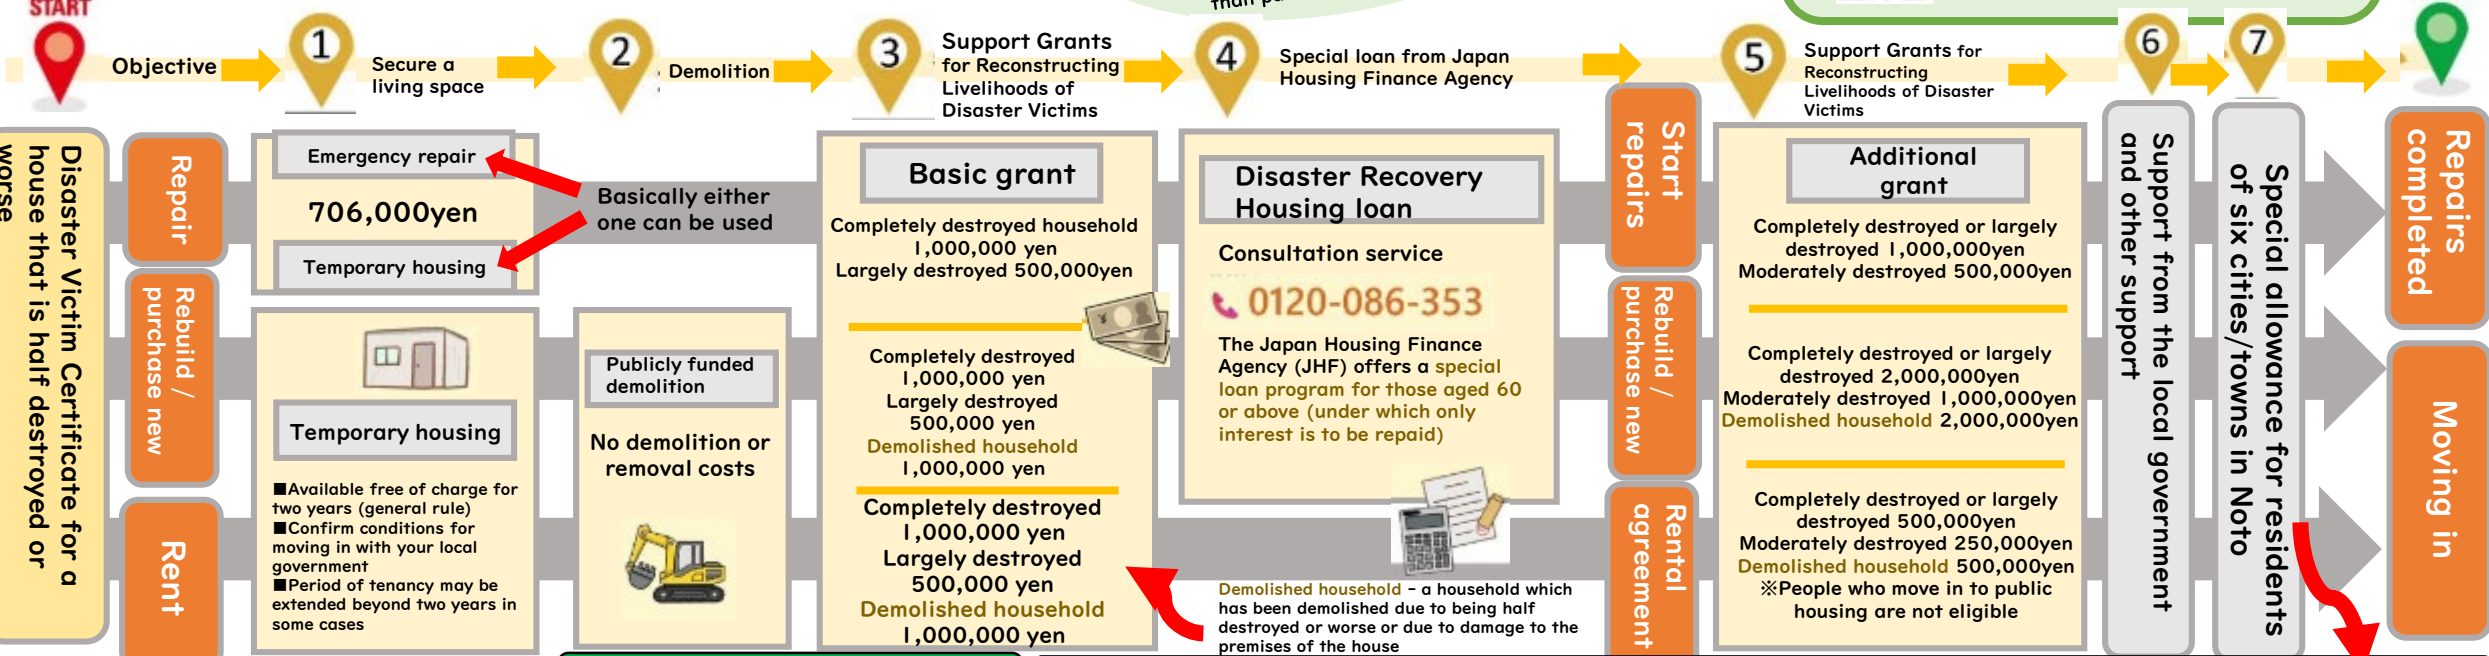 than
START
Objective
1
Secure a
living space
2
Demolition
3
Support Grants
for Reconstructing
Livelihoods of
Disaster Victims
4
Special loan from Japan
Housing Finance Agency
5
Support Grants for
Reconstructing
Livelihoods of Disaster
Victims
6
7
Disaster Victim Certificate for a
house that is half destroyed or
worse
Repair
Rebuild /
purchase new
Rent
Emergency repair
706,000yen
Temporary housing
Basically either
one can be used
Temporary housing
■Available free of charge for
two years (general rule)
■Confirm conditions for
moving in with your local
government
■Period of tenancy may be
extended beyond two years in
some cases
Publicly funded
demolition
No demolition or
removal costs
Basic grant
Completely destroyed household
1,000,000 yen
Largely destroyed 500,000yen
Completely destroyed
1,000,000 yen
Largely destroyed
500,000 yen
Demolished household
1,000,000 yen
Completely destroyed
1,000,000 yen
Largely destroyed
500,000 yen
Demolished household
1,000,000 yen
Disaster Recovery
Housing loan
Consultation service
0120-086-353
The Japan Housing Finance
Agency (JHF) offers a special
loan program for those aged 60
or above (under which only
interest is to be repaid)
Demolished household – a household which
has been demolished due to being half
destroyed or worse or due to damage to the
premises of the house
Start
repairs
Rebuild /
purchase new
Rental
agreement
Additional
grant
Completely destroyed or largely
destroyed 1,000,000yen
Moderately destroyed 500,000yen
Completely destroyed or largely
destroyed 2,000,000yen
Moderately destroyed 1,000,000yen
Demolished household 2,000,000yen
Completely destroyed or largely
destroyed 500,000yen
Moderately destroyed 250,000yen
Demolished household 500,000yen
※People who move in to public
housing are not eligible
Support from the local government
and other support
Special allowance for residents
of six cities/towns in Noto
Repairs
completed
Moving in